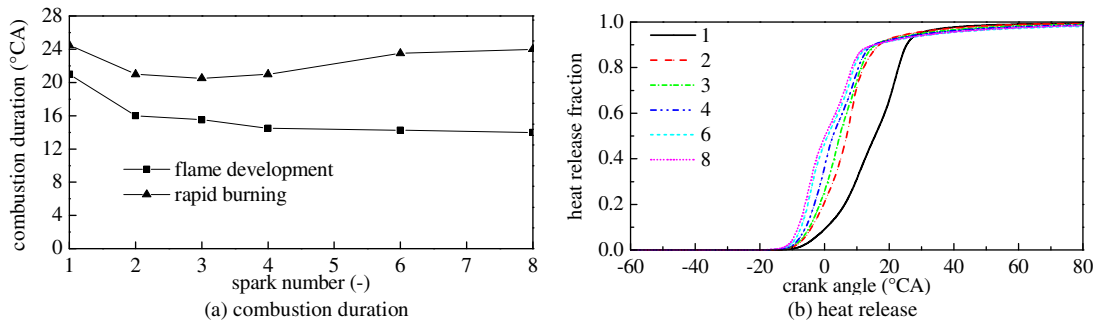 28
24
20
16
12
8
4
0
combustion duration (°CA)
flame development
rapid burning
1 2 3 4 5 6 7 8
spark number (-)
(a) combustion duration
1.0
0.8
0.6
0.4
0.2
0.0
heat release fraction
1
2
3
4
6
8
-60 -40 -20 0 20 40 60 80
crank angle (°CA)
(b) heat release